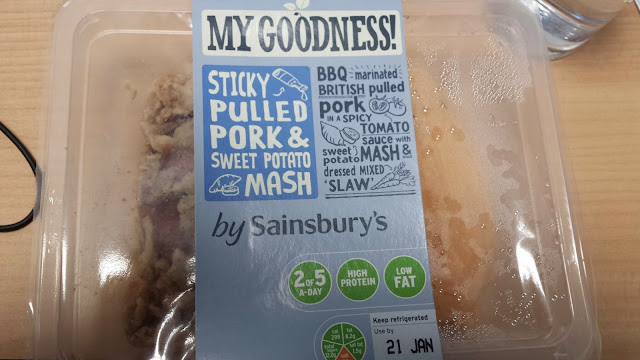 MY GOODNESS!
STICKY
PULLED
PORK &
SWEET POTATO
MASH
BBQ marinated
BRITISH pulled
pork
IN A SPICY
TOMATO
sauce with
sweet
potato MASH &
dressed MIXED
'SLAW'
by Sainsbury's
2 OF 5
A-DAY
HIGH
PROTEIN
LOW
FAT
Keep refrigerated
Use by
21 JAN